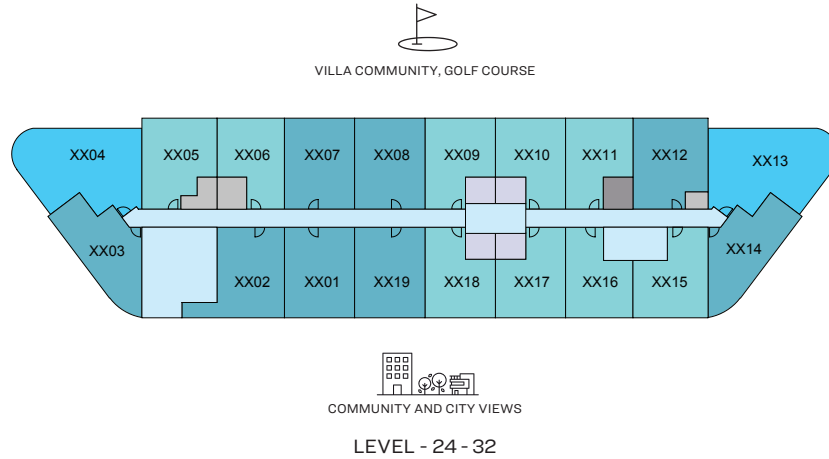 VILLA COMMUNITY, GOLF COURSE
XX04
XX05
XX06
XX07
XX08
XX09
XX10
XX11
XX12
XX13
XX03
XX02
XX01
XX19
XX18
XX17
XX16
XX15
XX14
COMMUNITY AND CITY VIEWS
LEVEL - 24 - 32